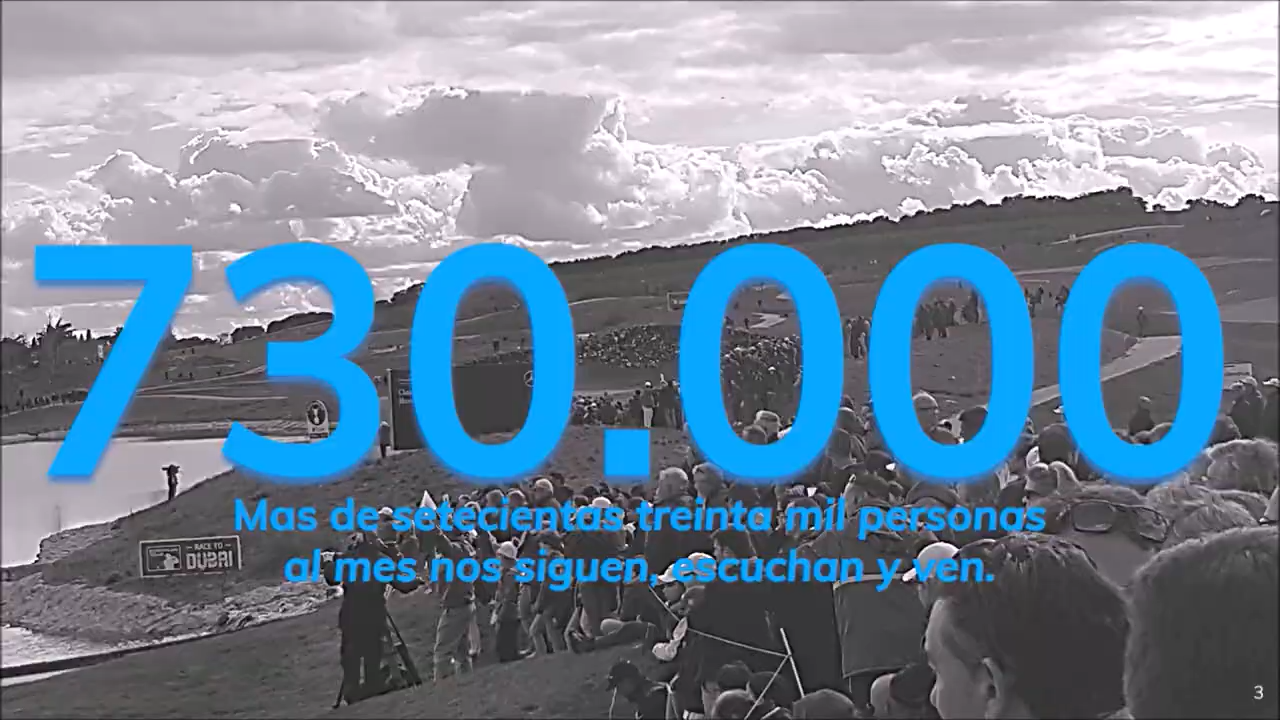 730.000
Mas de setecientas treinta mil personas
al mes nos siguen, escuchan y ven.
RACE TO
DUBAI
3